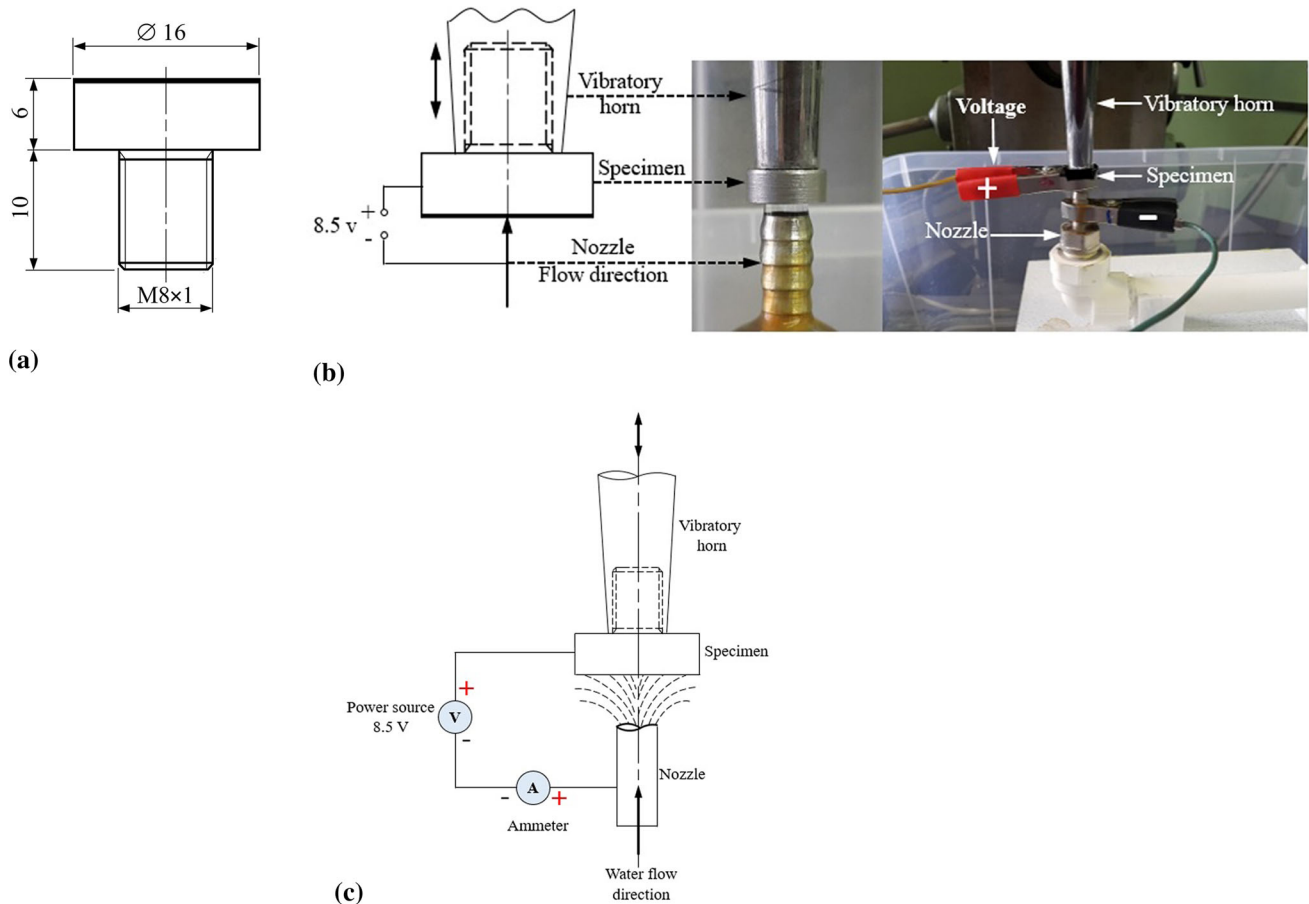 ∅ 16
6
10
M8×1
(a)
Vibratory
horn
Specimen
+
8.5 v
-
Nozzle
Flow direction
Voltage
+
-
Vibratory horn
Specimen
Nozzle
(b)
Vibratory
horn
Specimen
+
Power source
8.5 V
V
-
Nozzle
A
- +
Ammeter
Water flow
direction
(c)